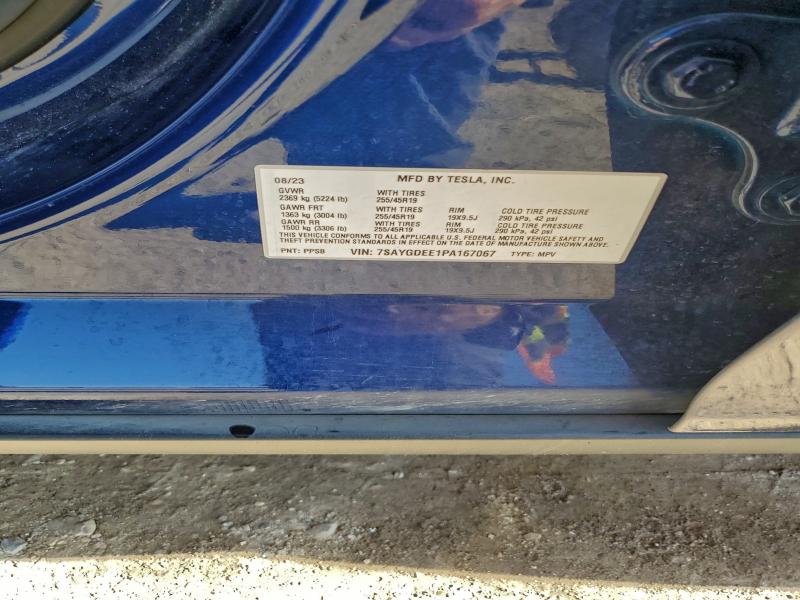 08/23 MFD BY TESLA, INC.
GVWR WITH TIRES
2369 kg (5224 lb) 255/45R19
GAWR FRT WITH TIRES RIM COLD TIRE PRESSURE
1363 kg (3004 lb) 255/45R19 19X9.5J 290 kPa, 42 psi
GAWR RR WITH TIRES RIM COLD TIRE PRESSURE
1500 kg (3306 lb) 255/45R19 19X9.5J 290 kPa, 42 psi
THIS VEHICLE CONFORMS TO ALL APPLICABLE U.S. FEDERAL MOTOR VEHICLE SAFETY AND
THEFT PREVENTION STANDARDS IN EFFECT ON THE DATE OF MANUFACTURE SHOWN ABOVE.
PNT: PPSB VIN: 7SAYGDEE1PA167067 TYPE: MPV